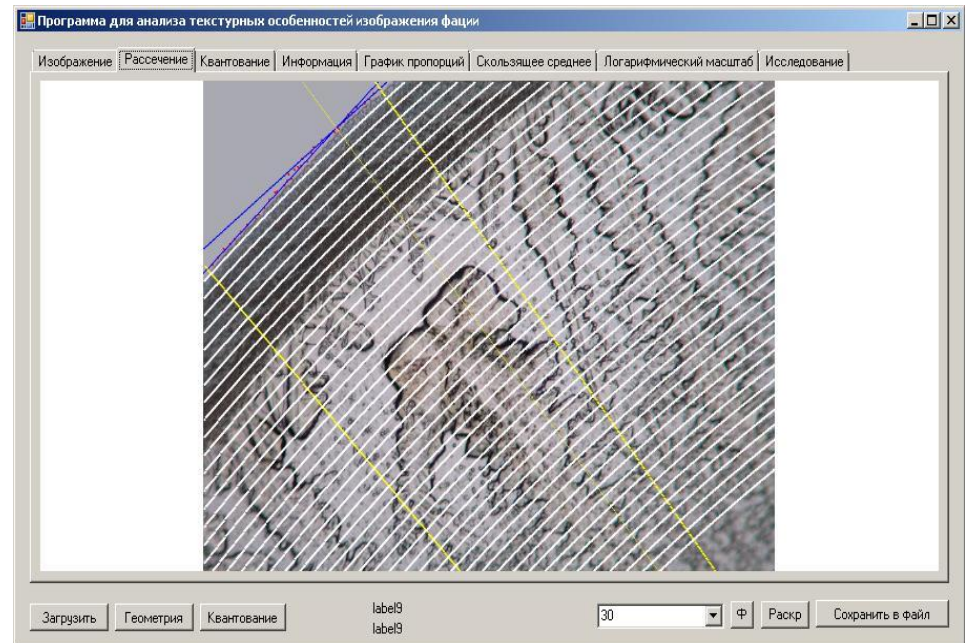 Программа для анализа текстурных особенностей изображения фации
Изображение Рассечение Квантование Информация График пропорций Скользящее среднее Логарифмический масштаб Исследование
label9
Загрузить Геометрия Квантование 30 Ф Раскр Сохранить в файл
label9